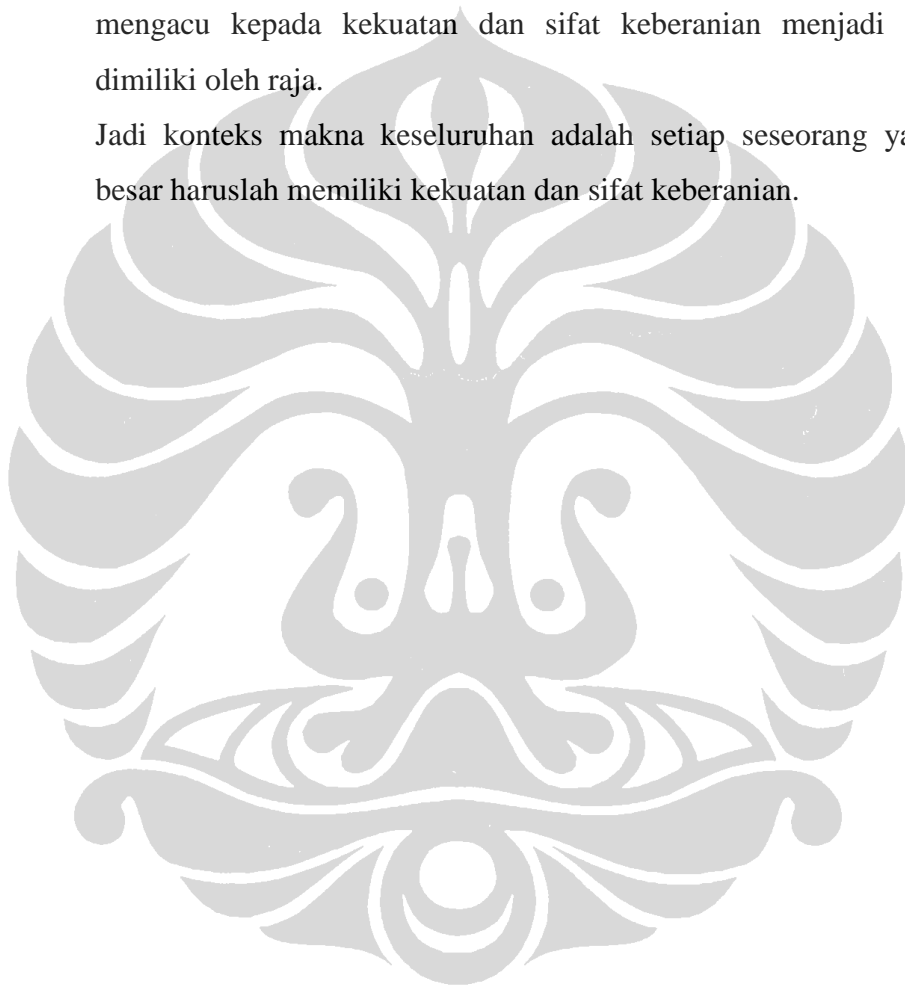 mengacu kepada kekuatan dan sifat keberanian menjadi
dimiliki oleh raja.
Jadi konteks makna keseluruhan adalah setiap seseorang
besar haruslah memiliki kekuatan dan sifat keberanian.